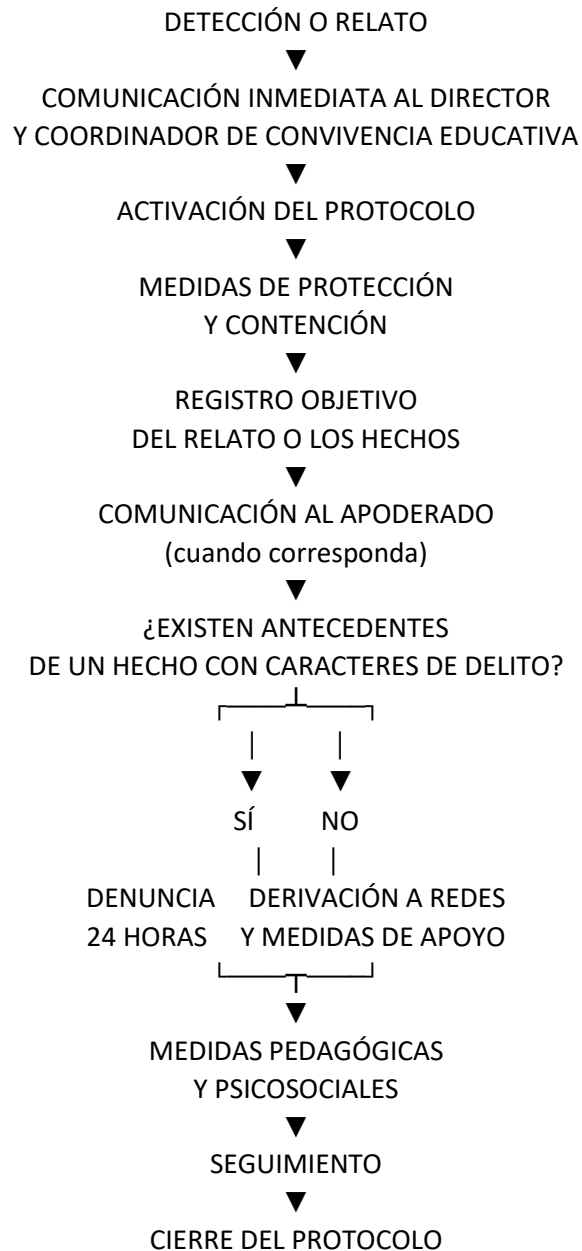 DETECCIÓN O RELATO
▼
COMUNICACIÓN INMEDIATA AL DIRECTOR
Y COORDINADOR DE CONVIVENCIA EDUCATIVA
▼
ACTIVACIÓN DEL PROTOCOLO
▼
MEDIDAS DE PROTECCIÓN
Y CONTENCIÓN
▼
REGISTRO OBJETIVO
DEL RELATO O LOS HECHOS
▼
COMUNICACIÓN AL APODERADO
(cuando corresponda)
▼
¿EXISTEN ANTECEDENTES
DE UN HECHO CON CARACTERES DE DELITO?
▼ ▼
SÍ NO
DENUNCIA DERIVACIÓN A REDES
24 HORAS Y MEDIDAS DE APOYO
▼
MEDIDAS PEDAGÓGICAS
Y PSICOSOCIALES
▼
SEGUIMIENTO
▼
CIERRE DEL PROTOCOLO